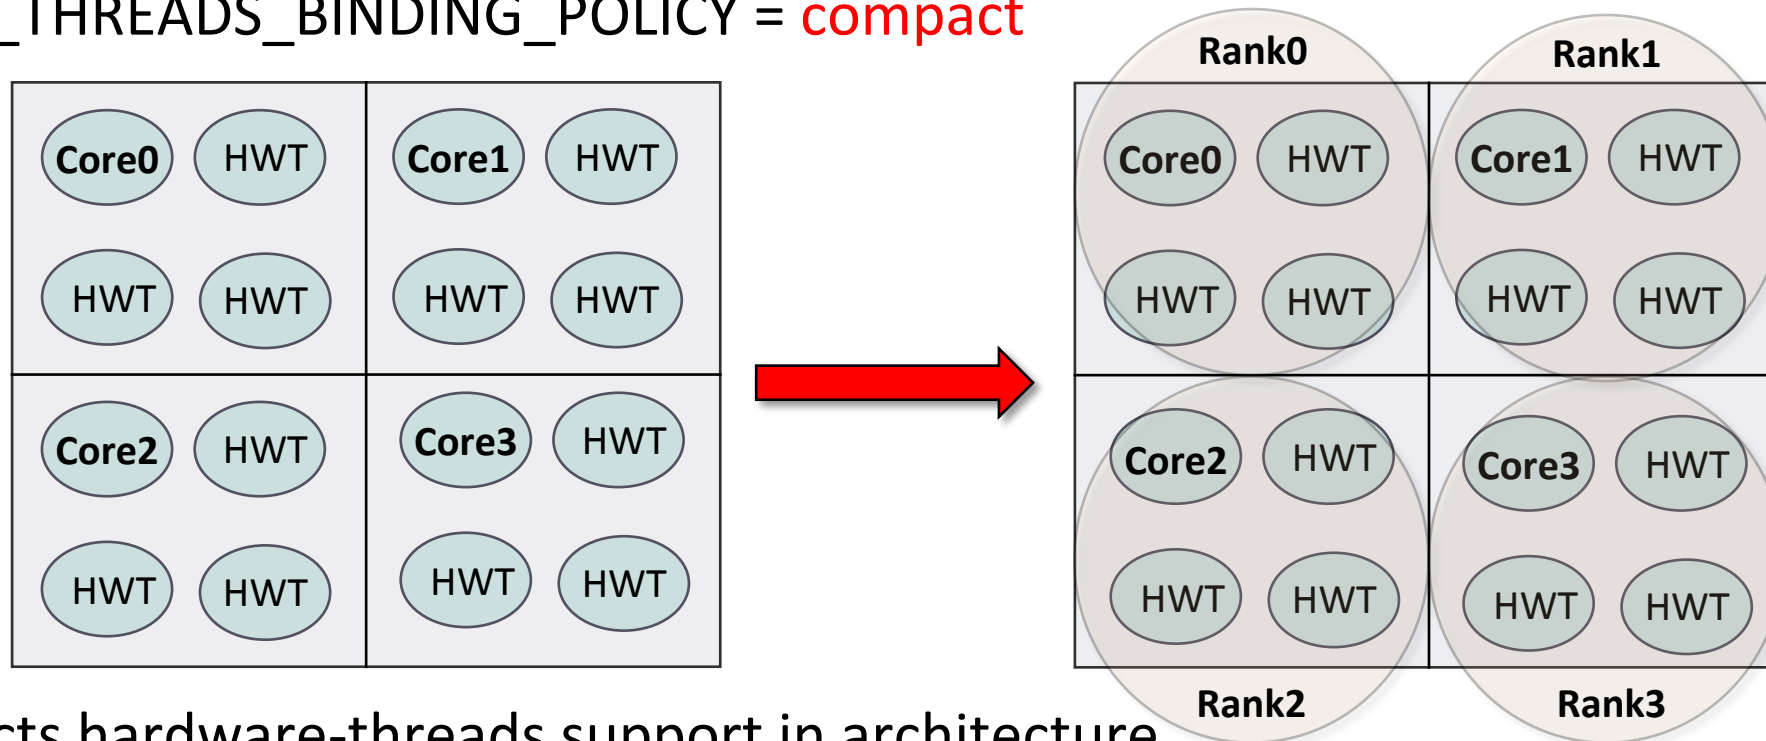 _THREADS_BINDING_POLICY = compact
Rank0 Rank1
Core0 HWT Core1 HWT
HWT HWT HWT HWT
Core2 HWT Core3 HWT
HWT HWT HWT HWT
Core0 HWT Core1 HWT
HWT HWT HWT HWT
Core2 HWT Core3 HWT
HWT HWT HWT HWT
Rank2 Rank3
cts hardware-threads support in architecture